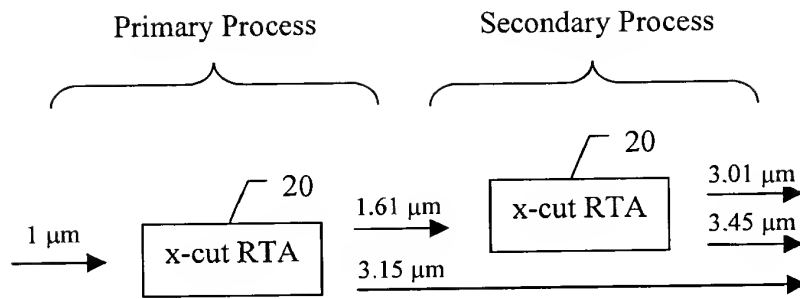 Primary Process
Secondary Process
1 μm
20
x-cut RTA
1.61 μm
3.15 μm
20
x-cut RTA
3.01 μm
3.45 μm